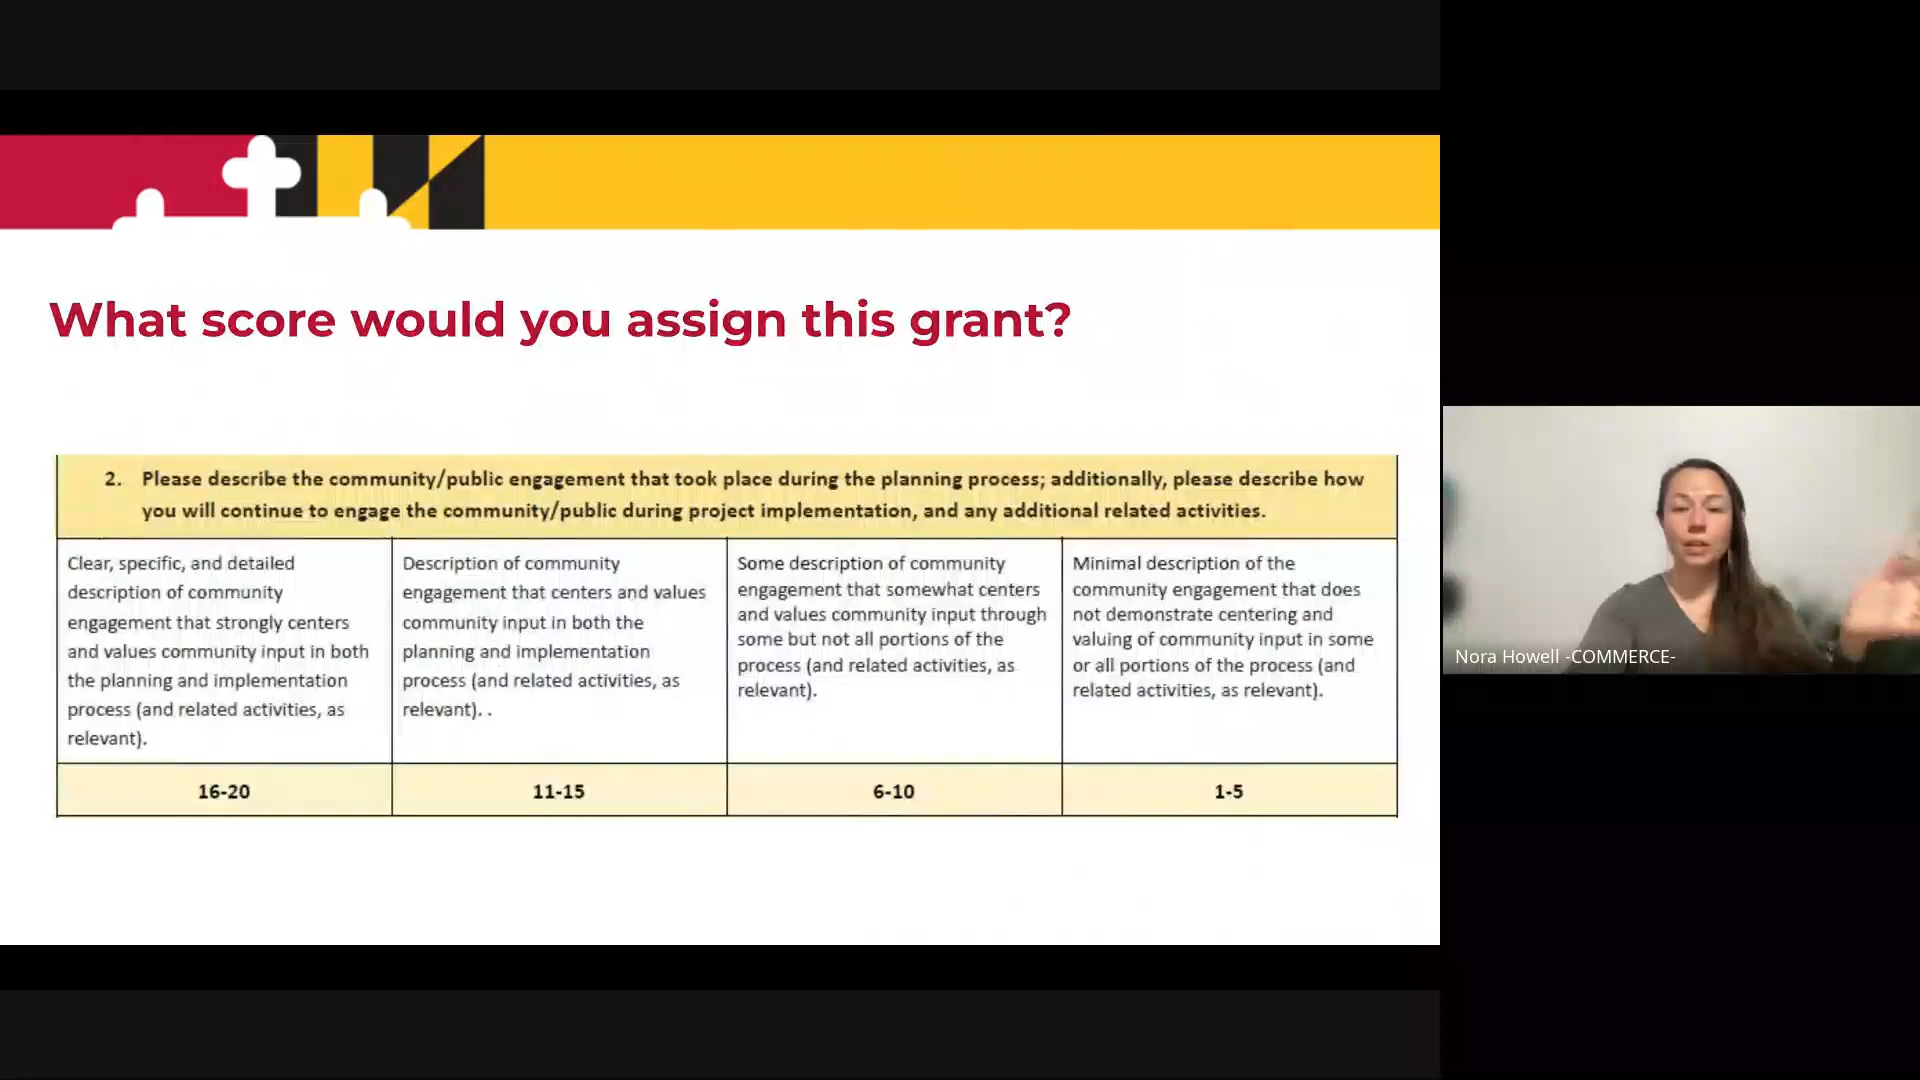 What score would you assign this grant?
2. Please describe the community/public engagement that took place during the planning process; additionally, please describe how
you will continue to engage the community/public during project implementation, and any additional related activities.
Clear, specific, and detailed
description of community
engagement that strongly centers
and values community input in both
the planning and implementation
process (and related activities, as
relevant).
16-20
Description of community
engagement that centers and values
community input in both the
planning and implementation
process (and related activities, as
relevant). .
11-15
Some description of community
engagement that somewhat centers
and values community input through
some but not all portions of the
process (and related activities, as
relevant).
6-10
Minimal description of the
community engagement that does
not demonstrate centering and
valuing of community input in some
or all portions of the process (and
related activities, as relevant).
1-5
Nora Howell -COMMERCE-